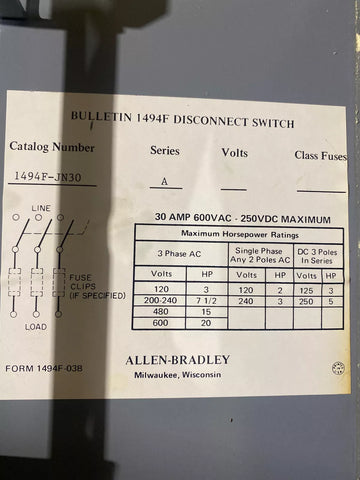 BULLETIN 1494F DISCONNECT SWITCH
Catalog Number Series Volts Class Fuses
1494F-JN30 A
LINE
30 AMP 600VAC - 250VDC MAXIMUM
Maximum Horsepower Ratings
3 Phase AC Single Phase Any 2 Poles AC DC 3 Poles In Series
Volts HP Volts HP Volts HP
120 3 120 2 125 3
200-240 7 1/2 240 3 250 5
480 15
600 20
FUSE
CLIPS
(IF SPECIFIED)
LOAD
FORM 1494F-03B
ALLEN-BRADLEY
Milwaukee, Wisconsin